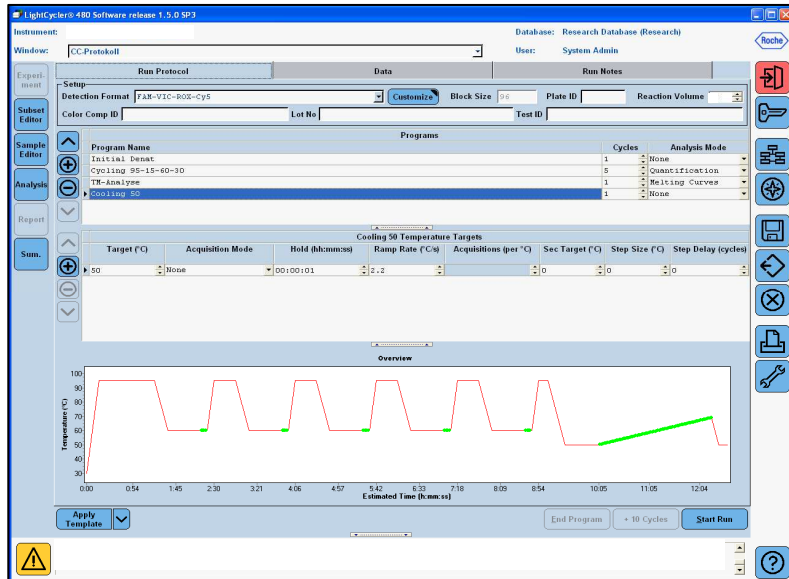 LightCycler® 480 Software release 1.5.0 SP3
Instrument:
Database: Research Database (Research)
Window: CC-Protokoll
User: System Admin
Roche
Experi-
ment
Subset
Editor
Sample
Editor
Analysis
Report
Sum.
Run Protocol Data Run Notes
Setup
Detection Format FAM-VIC-ROX-Cy5 Customize Block Size 96 Plate ID Reaction Volume
Color Comp ID Lot No Test ID
Programs
Program Name Cycles Analysis Mode
Initial Denat 1 None
Cycling 95-15-60-30 5 Quantification
TM-Analyse 1 Melting Curves
Cooling 50 1 None
Cooling 50 Temperature Targets
Target (°C) Acquisition Mode Hold (hh:mm:ss) Ramp Rate (°C/s) Acquisitions (per °C) Sec Target (°C) Step Size (°C) Step Delay (cycles)
50 None 00:00:01 2.2 0 0 0
Overview
Temperature (°C)
100
90
80
70
60
50
40
30
0:00 0:54 1:45 2:30 3:21 4:06 4:57 5:42 6:33 7:18 8:09 8:54 10:05 11:05 12:04
Estimated Time (h:mm:ss)
Apply
Template
End Program + 10 Cycles Start Run